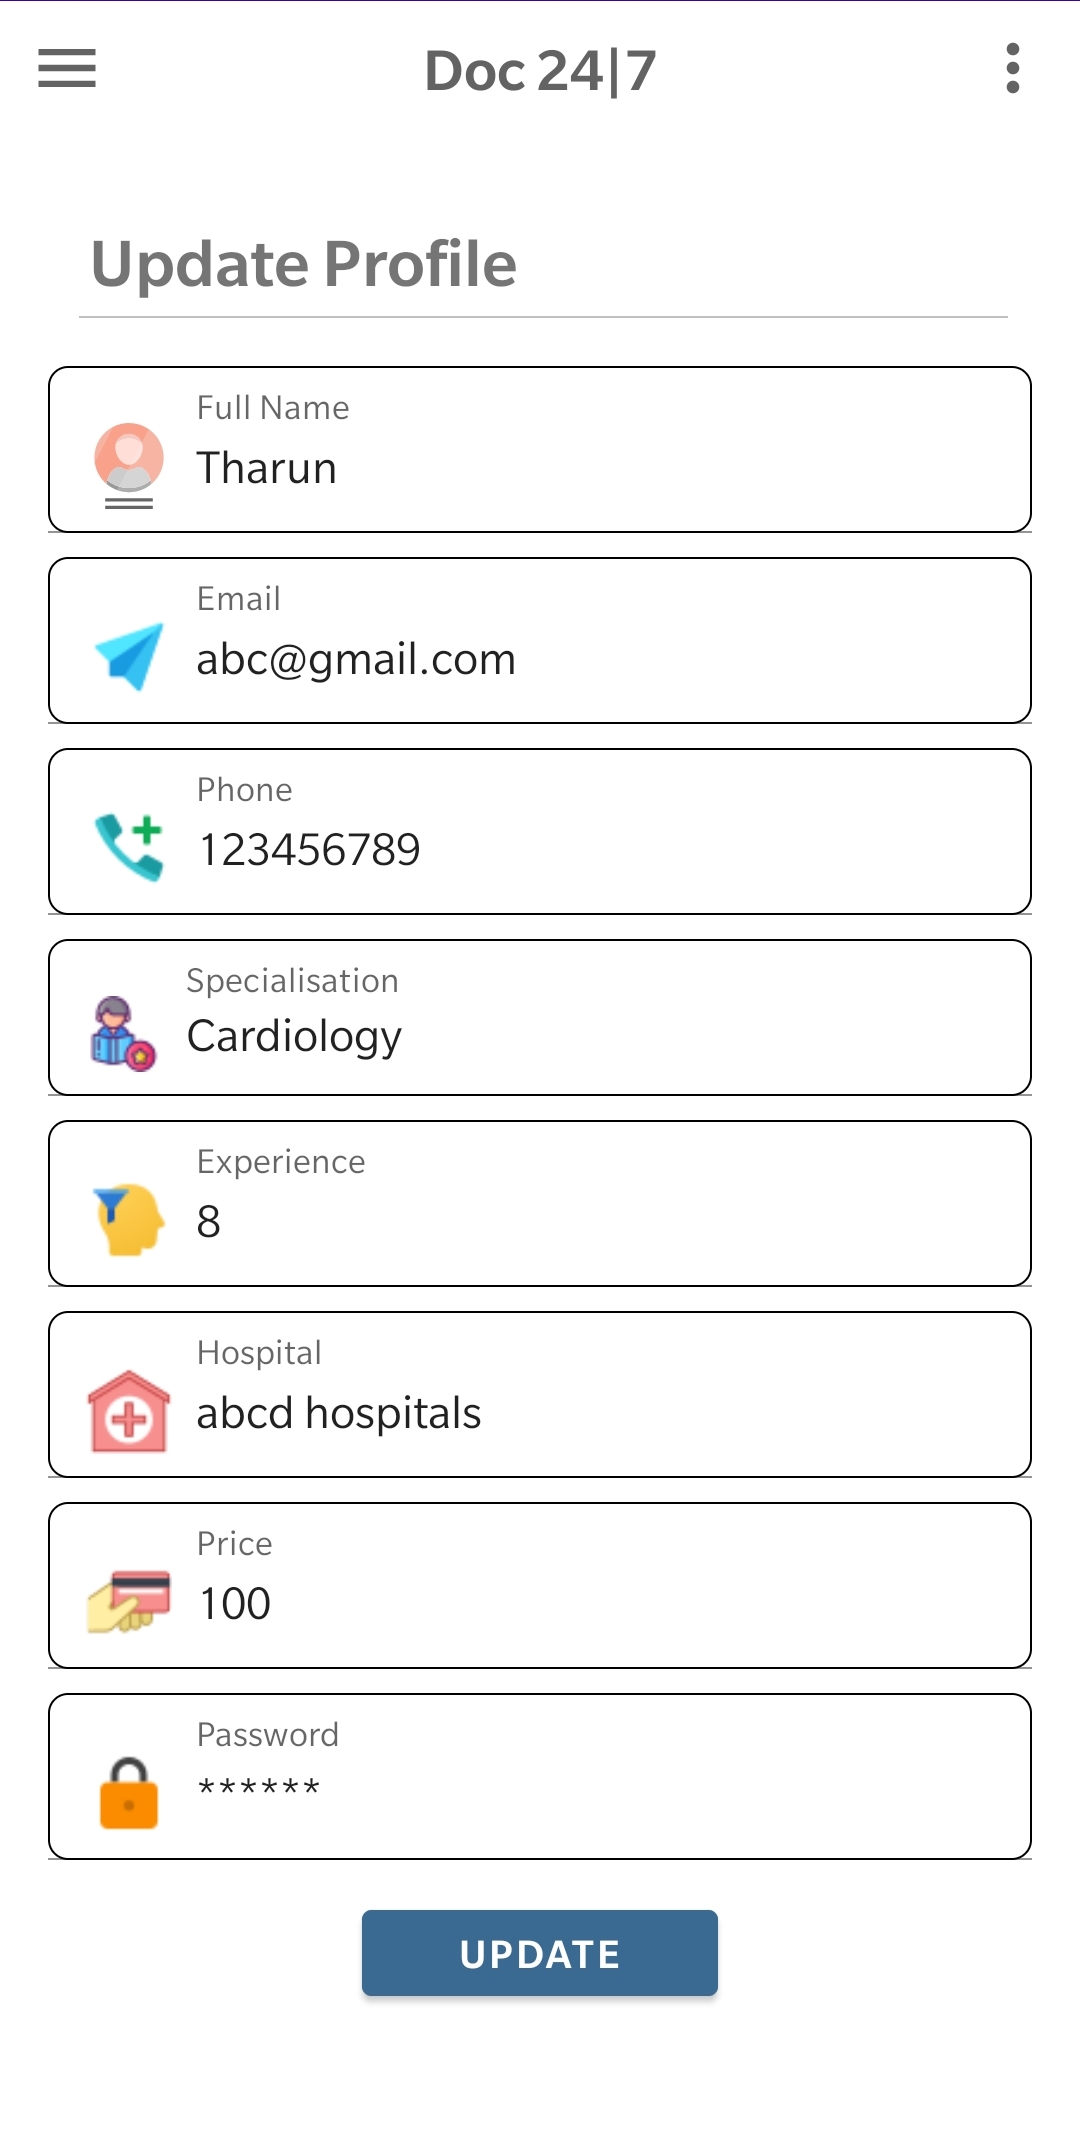 Doc 24|7
Update Profile
Full Name
Tharun
Email
abc@gmail.com
Phone
123456789
Specialisation
Cardiology
Experience
8
Hospital
abcd hospitals
Price
100
Password
******
UPDATE